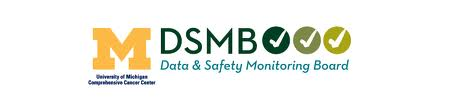 M DSMB
Data & Safety Monitoring Board
University of Michigan
Comprehensive Cancer Center